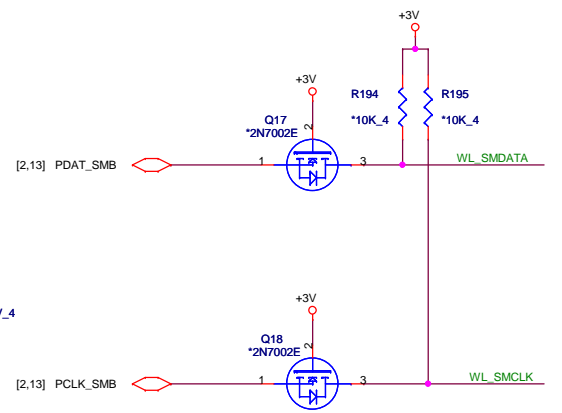 +3V
+3V
R194
R195
*10K_4
*10K_4
Q17
*2N7002E
2
[2,13] PDAT_SMB
1
3
WL_SMDATA
+3V
V_4
Q18
*2N7002E
2
[2,13] PCLK_SMB
1
3
WL_SMCLK